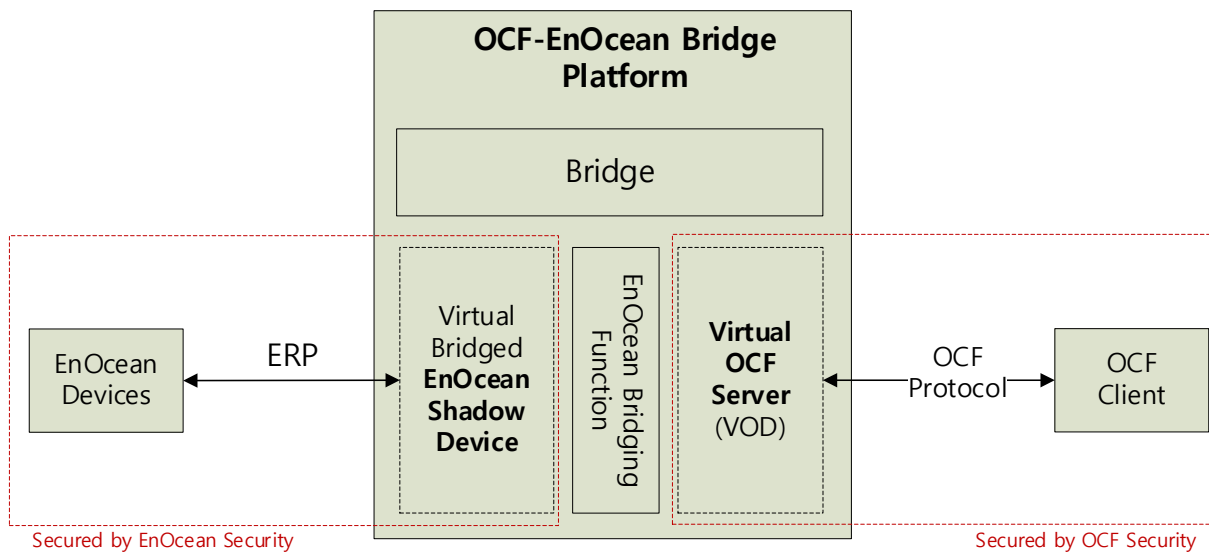 OCF-EnOcean Bridge
Platform
Bridge
EnOcean
Devices
ERP
Virtual
Bridged
EnOcean
Shadow
Device
EnOcean Bridging
Function
Virtual
OCF
Server
(VOD)
OCF
Protocol
OCF
Client
Secured by EnOcean Security
Secured by OCF Security